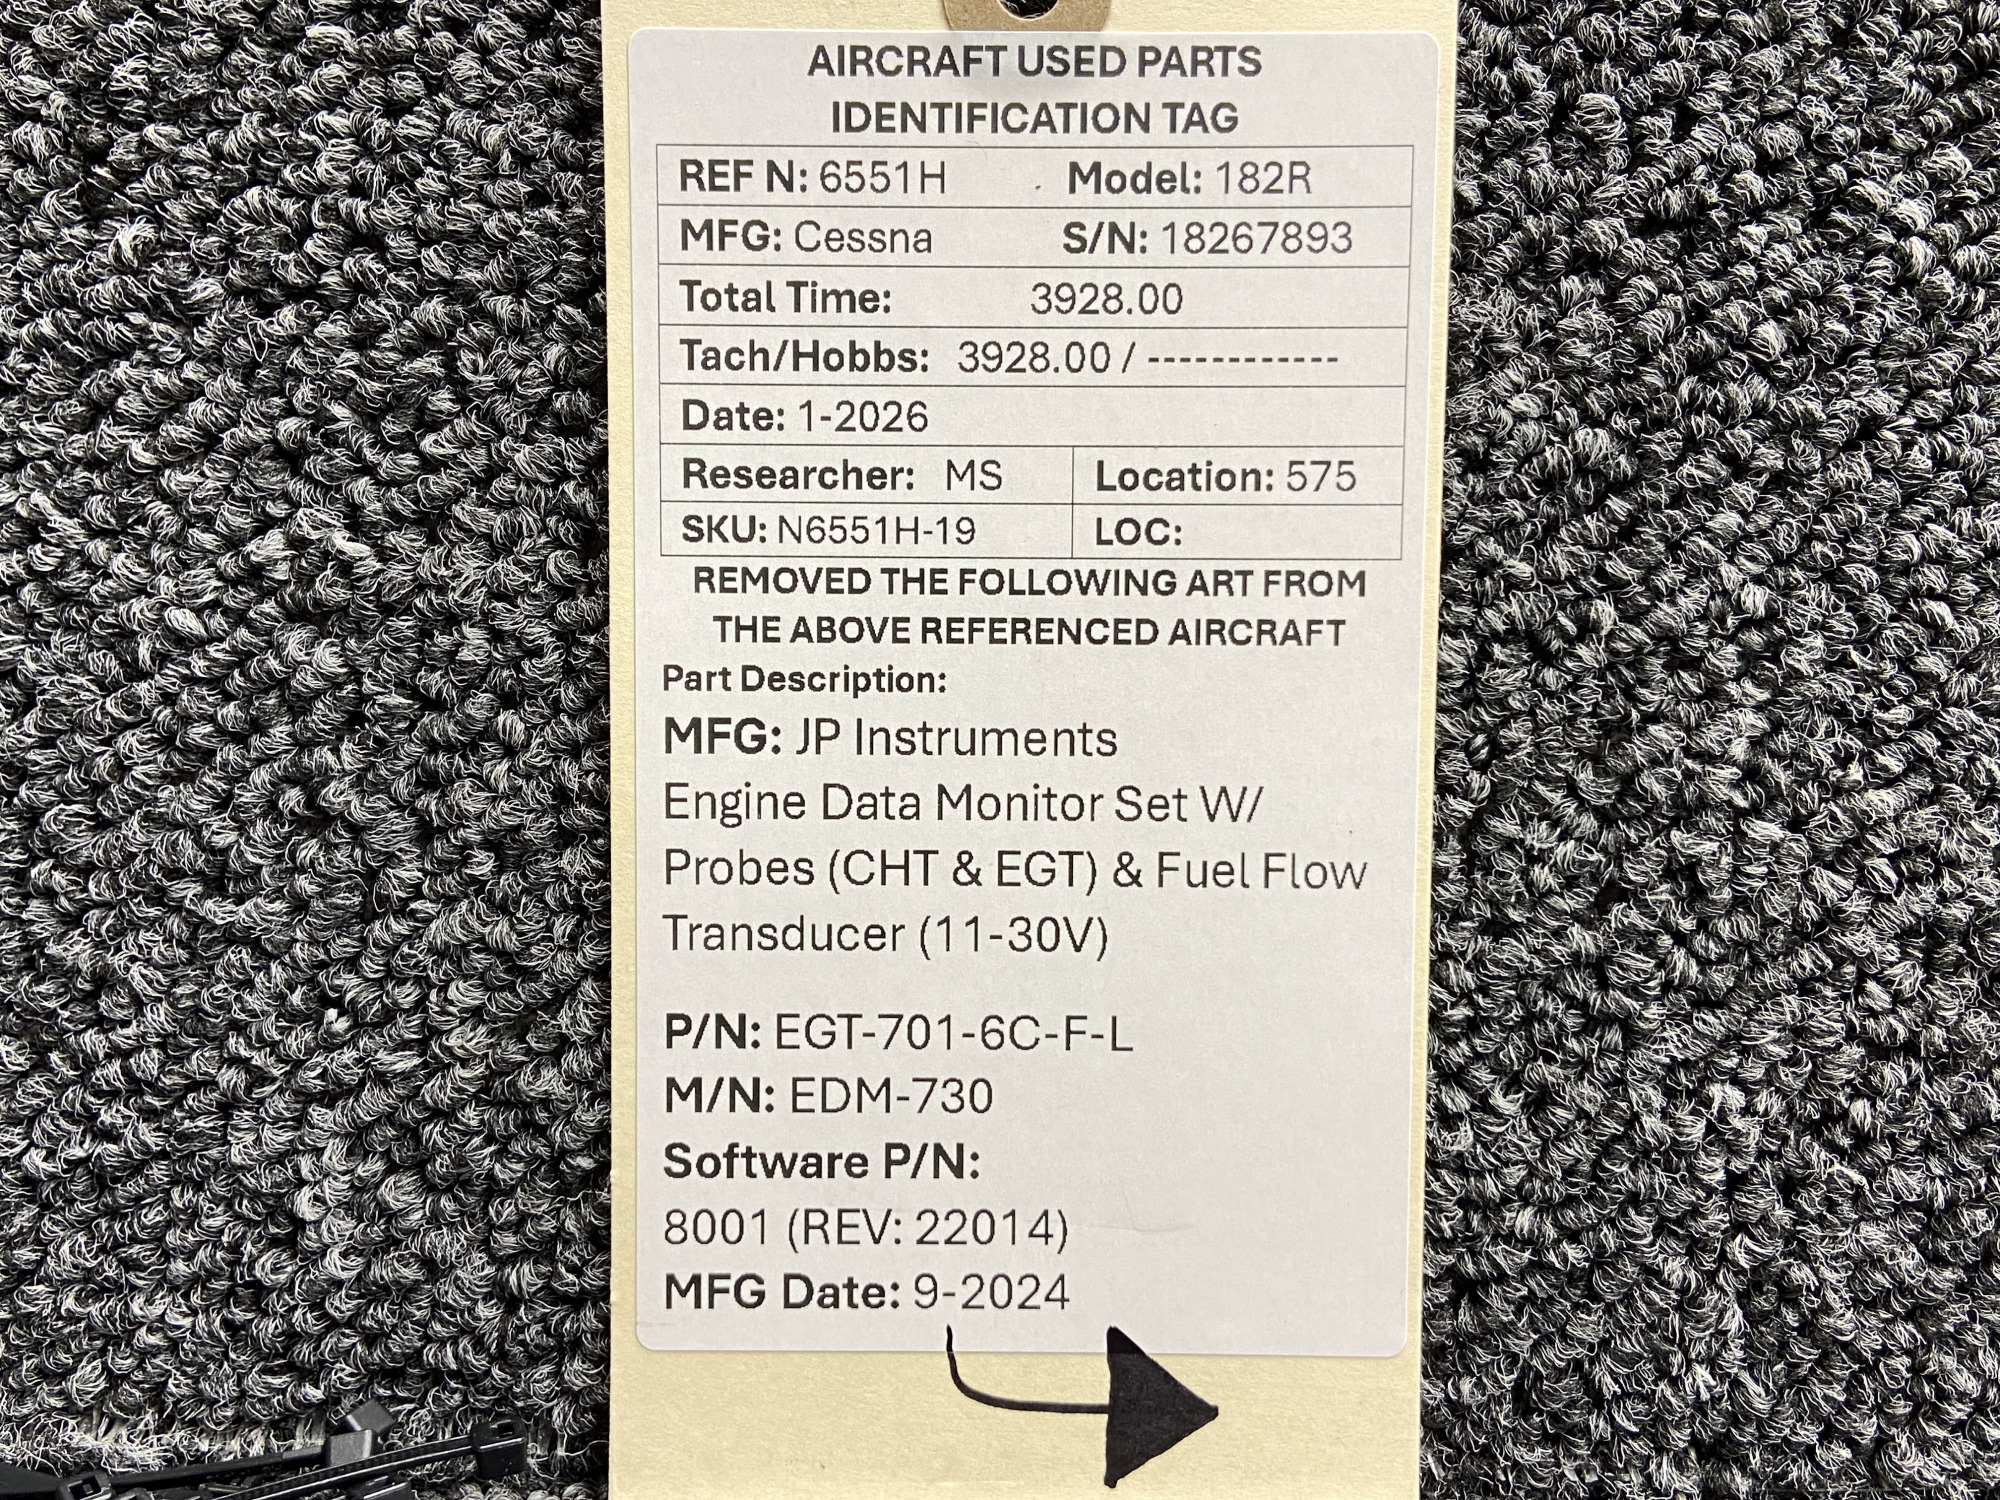 AIRCRAFT USED PARTS
IDENTIFICATION TAG
REF N: 6551H Model: 182R
MFG: Cessna S/N: 18267893
Total Time: 3928.00
Tach/Hobbs: 3928.00 / ------------
Date: 1-2026
Researcher: MS Location: 575
SKU: N6551H-19 LOC:
REMOVED THE FOLLOWING ART FROM
THE ABOVE REFERENCED AIRCRAFT
Part Description:
MFG: JP Instruments
Engine Data Monitor Set W/
Probes (CHT & EGT) & Fuel Flow
Transducer (11-30V)
P/N: EGT-701-6C-F-L
M/N: EDM-730
Software P/N:
8001 (REV: 22014)
MFG Date: 9-2024